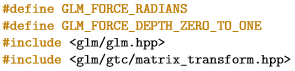 #define GLM_FORCE_RADIANS
#define GLM_FORCE_DEPTH_ZERO_TO_ONE
#include <glm/glm.hpp>
#include <glm/gtc/matrix_transform.hpp>